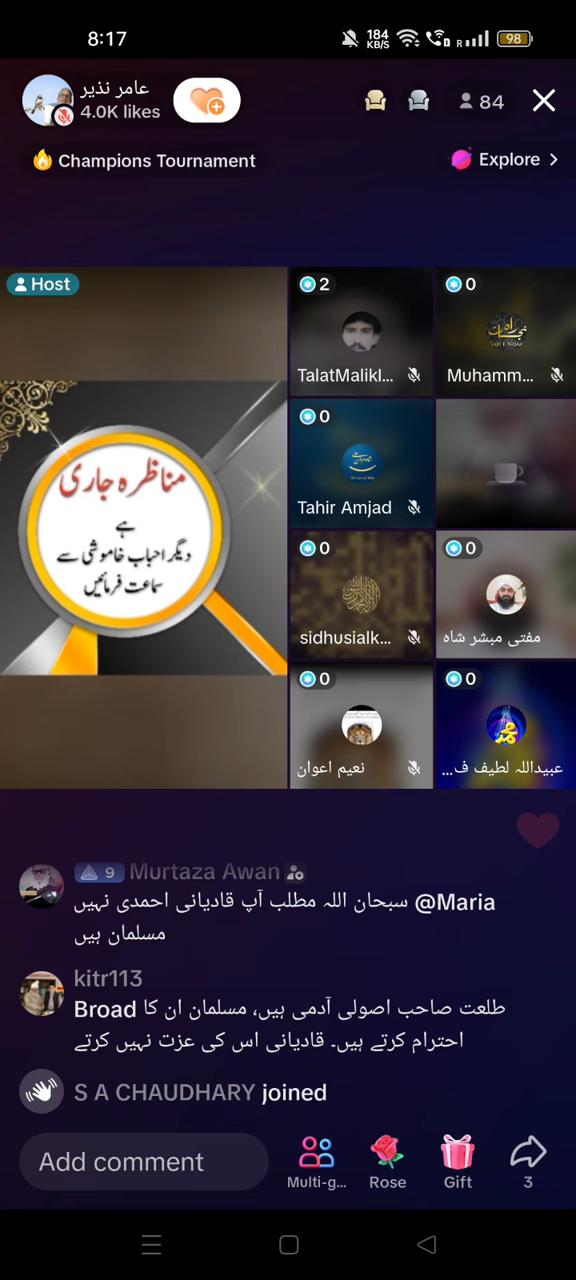 8:17
184
KB/S
R
98
عامر نذیر
4.0K likes
84
Champions Tournament
Explore
Host
مناظرہ جاری
ہے
دیگر احباب خاموشی سے
سماعت فرمائیں
2
TalatMalikI...
0
Muhamm...
0
Tahir Amjad
0
sidhusialk...
0
مفتی مبشر شاہ
0
نعیم اعوان
0
عبیداللہ لطیف ف...
9 Murtaza Awan
@Maria سبحان اللہ مطلب آپ قادیانی احمدی نہیں
مسلمان ہیں
kitr113
Broad طلعت صاحب اصولی آدمی ہیں، مسلمان ان کا
احترام کرتے ہیں۔ قادیانی اس کی عزت نہیں کرتے
S A CHAUDHARY joined
Add comment
Multi-g...
Rose
Gift
3